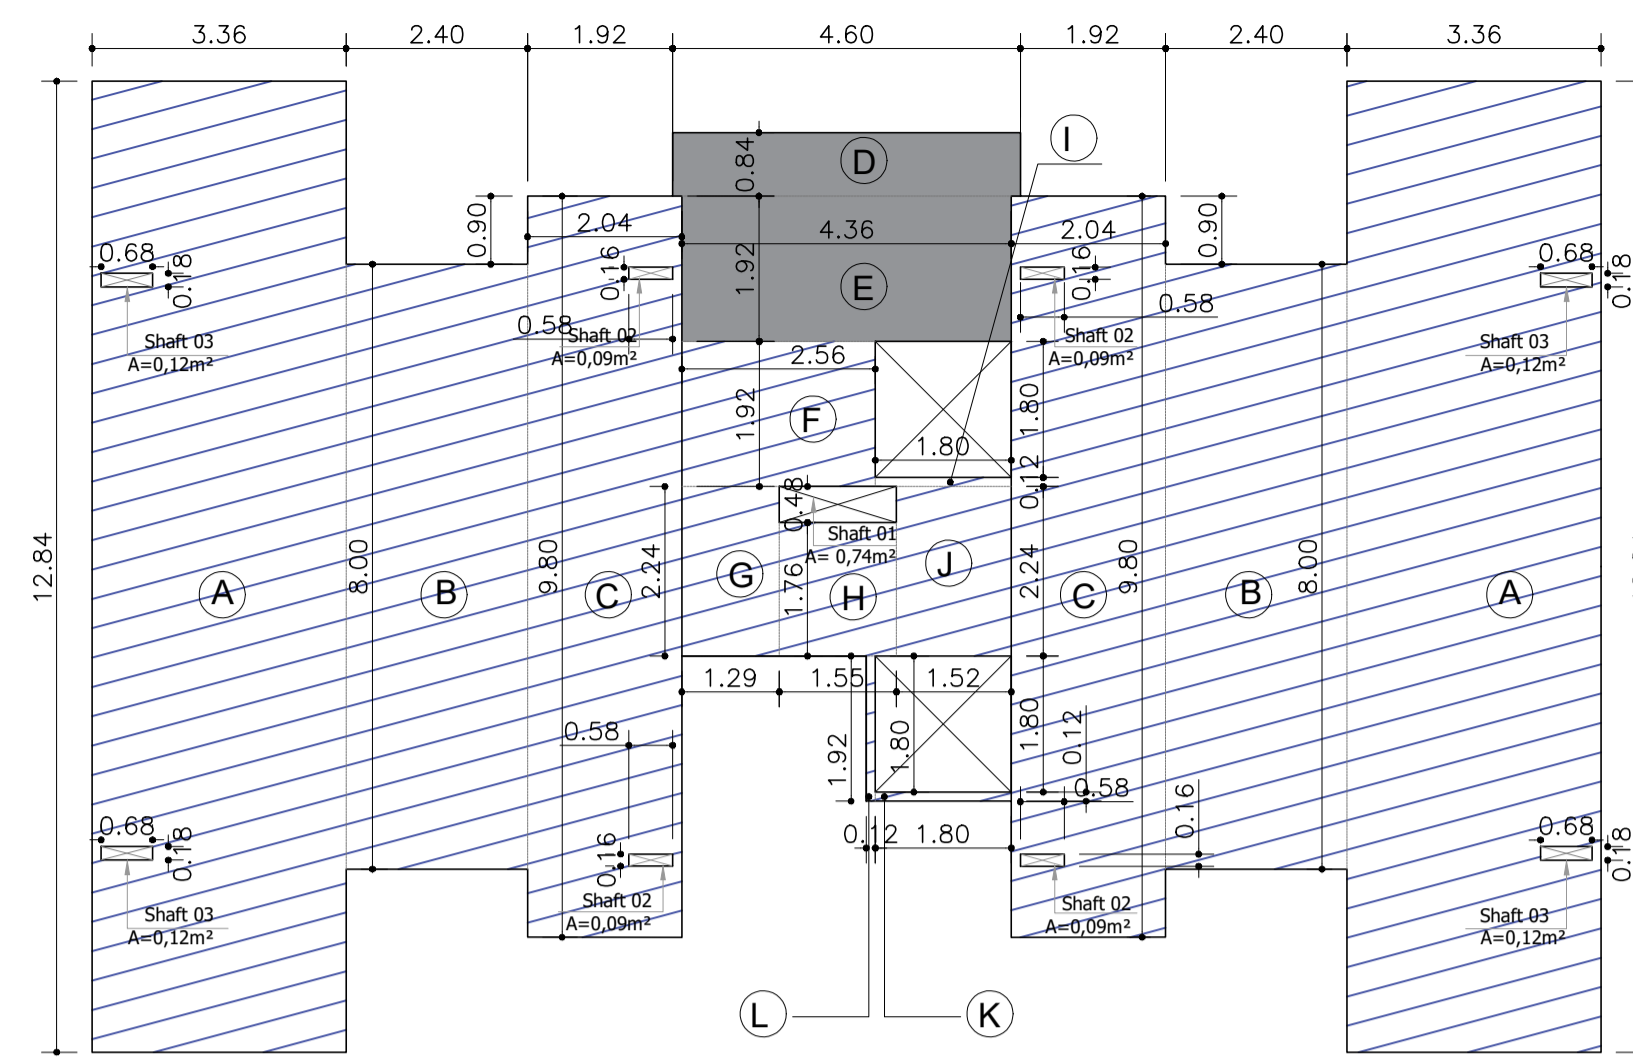 3.36 2.40 1.92 4.60 1.92 2.40 3.36
I
D
0.84
0.90 2.04 4.36 2.04 0.90
0.68 0.18 0.16 1.92 E 0.16 0.68 0.18
0.58 0.58
Shaft 03
A=0,12m²
Shaft 02
A=0,09m²
Shaft 02
A=0,09m²
Shaft 03
A=0,12m²
2.56
1.92 F 1.80 1.80
0.12
0.48
Shaft 01
A= 0,74m²
12.84 8.00 9.80 2.24 1.76 2.24 9.80 8.00
A B C G H J C B A
1.29 1.55 1.52
0.58 1.92 1.80 1.80 0.12
0.58
0.68 0.18 0.16 0.12 1.80 0.16 0.68 0.18
Shaft 03
A=0,12m²
Shaft 02
A=0,09m²
Shaft 02
A=0,09m²
Shaft 03
A=0,12m²
L K